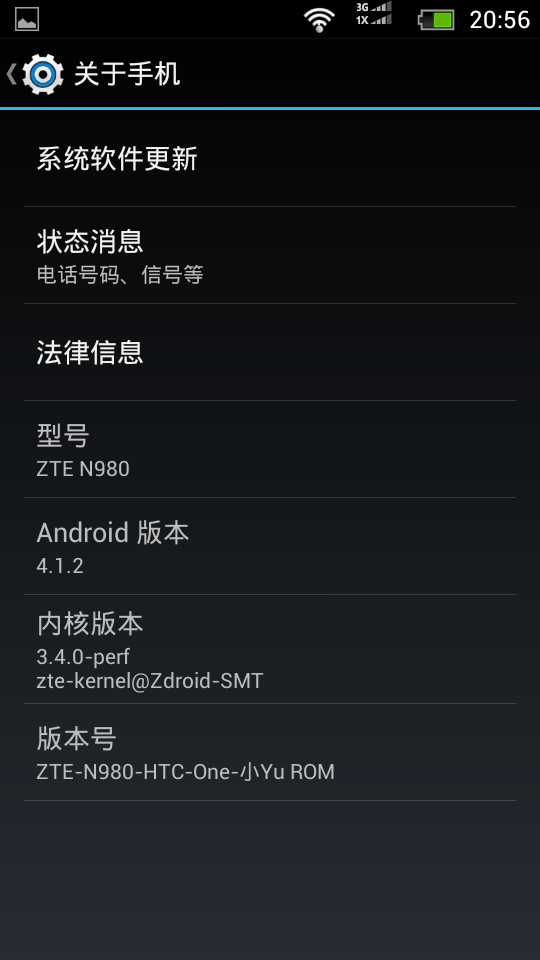 3G
1X
20:56
关于手机
系统软件更新
状态消息
电话号码、信号等
法律信息
型号
ZTE N980
Android 版本
4.1.2
内核版本
3.4.0-perf
zte-kernel@Zdroid-SMT
版本号
ZTE-N980-HTC-One-小Yu ROM